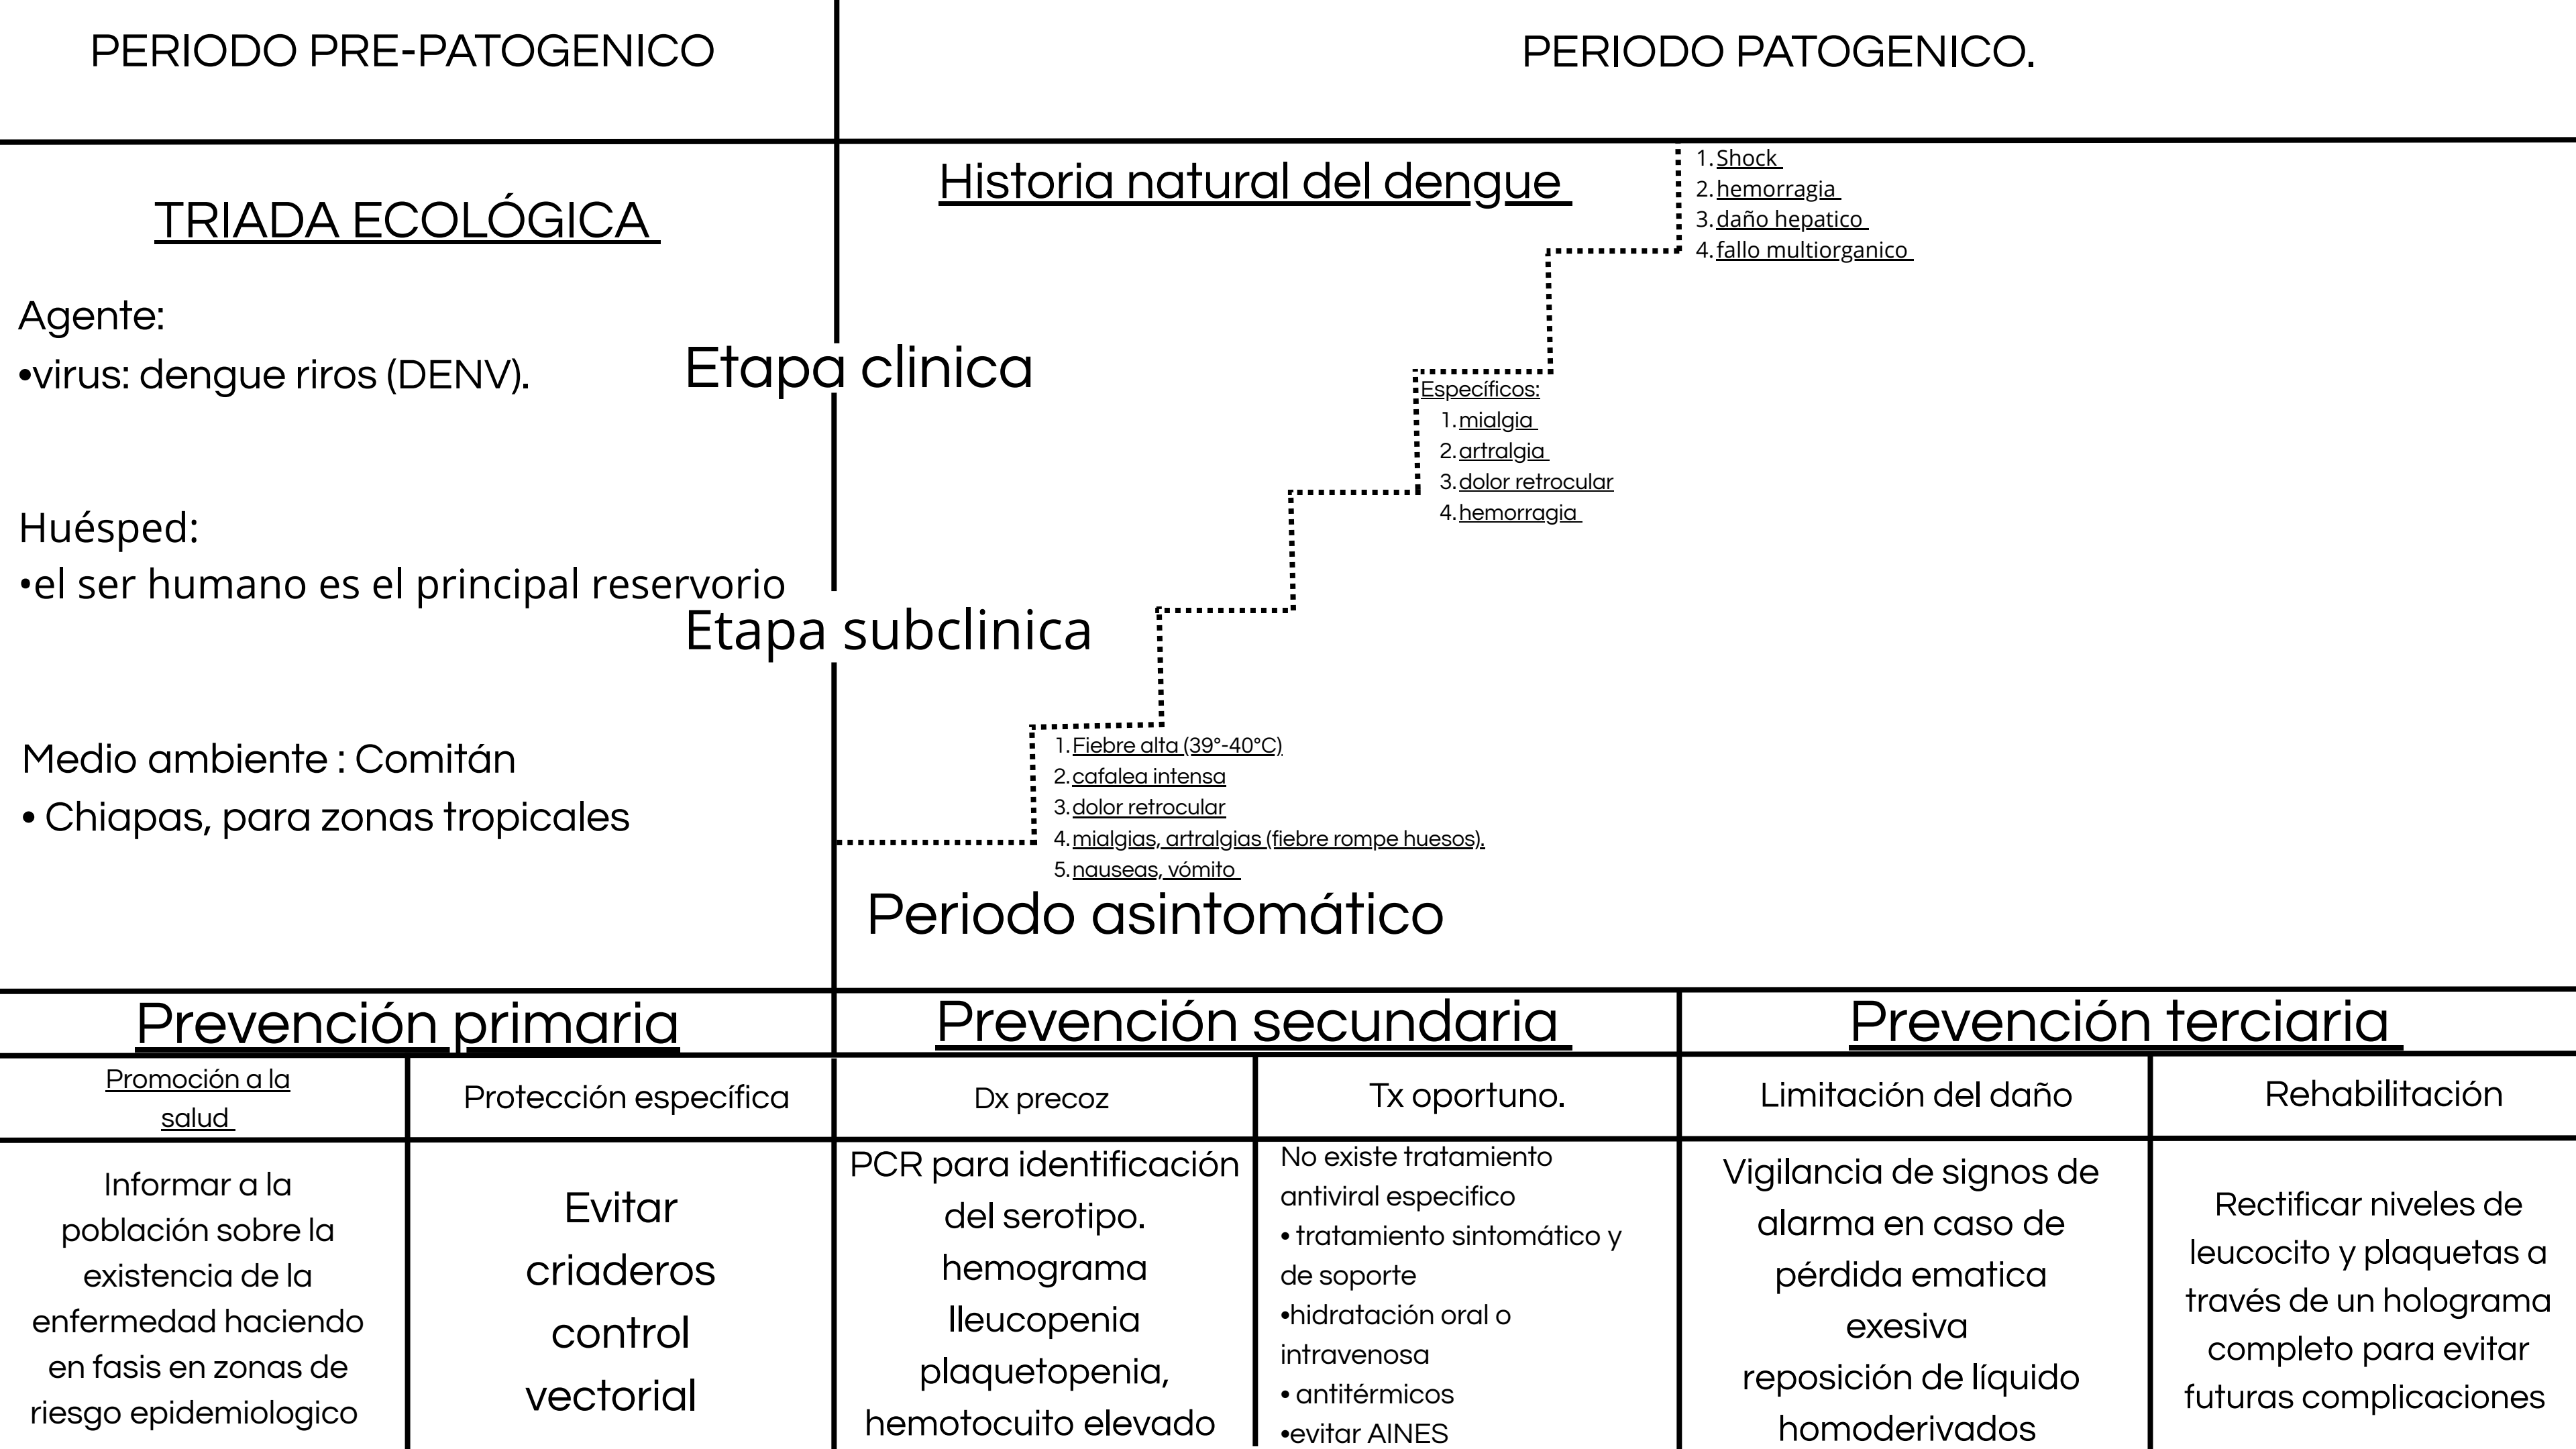 PERIODO PRE-PATOGENICO
PERIODO PATOGENICO.
TRIADA ECOLÓGICA
Agente:
•virus: dengue riros (DENV).
Huésped:
•el ser humano es el principal reservorio
Medio ambiente : Comitán
• Chiapas, para zonas tropicales
Historia natural del dengue
1. Shock
2. hemorragia
3. daño hepatico
4. fallo multiorganico
Etapa clinica
Específicos:
1. mialgia
2. artralgia
3. dolor retrocular
4. hemorragia
Etapa subclinica
1. Fiebre alta (39°-40°C)
2. cafalea intensa
3. dolor retrocular
4. mialgias, artralgias (fiebre rompe huesos).
5. nauseas, vómito
Periodo asintomático
Prevención primaria
Prevención secundaria
Prevención terciaria
Promoción a la
salud
Protección específica
Dx precoz
Tx oportuno.
Limitación del daño
Rehabilitación
Informar a la
población sobre la
existencia de la
enfermedad haciendo
en fasis en zonas de
riesgo epidemiologico
Evitar
criaderos
control
vectorial
PCR para identificación
del serotipo.
hemograma
lleucopenia
plaquetopenia,
hemotocuito elevado
No existe tratamiento
antiviral especifico
• tratamiento sintomático y
de soporte
•hidratación oral o
intravenosa
• antitérmicos
•evitar AINES
Vigilancia de signos de
alarma en caso de
pérdida ematica
exesiva
reposición de líquido
homoderivados
Rectificar niveles de
leucocito y plaquetas a
través de un holograma
completo para evitar
futuras complicaciones